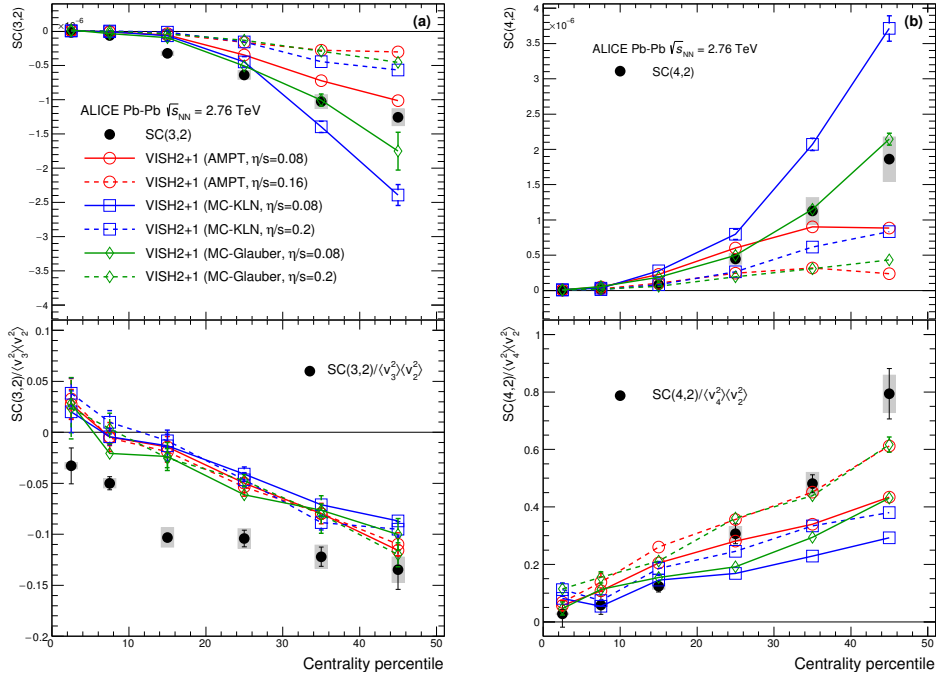 SC(3,2)
×10⁻⁶
(a)
0
−0.5
−1
−1.5
−2
−2.5
−3
−3.5
−4
ALICE Pb-Pb √s_NN = 2.76 TeV
SC(3,2)
VISH2+1 (AMPT, η/s=0.08)
VISH2+1 (AMPT, η/s=0.16)
VISH2+1 (MC-KLN, η/s=0.08)
VISH2+1 (MC-KLN, η/s=0.2)
VISH2+1 (MC-Glauber, η/s=0.08)
VISH2+1 (MC-Glauber, η/s=0.2)
SC(3,2)/⟨v₃²⟩⟨v₂²⟩
0.1
0.05
0
−0.05
−0.1
−0.15
−0.2
SC(3,2)/⟨v₃²⟩⟨v₂²⟩
0 10 20 30 40 50
Centrality percentile
SC(4,2)
×10⁻⁶
(b)
4
3.5
3
2.5
2
1.5
1
0.5
0
ALICE Pb-Pb √s_NN = 2.76 TeV
SC(4,2)
SC(4,2)/⟨v₄²⟩⟨v₂²⟩
1
0.8
0.6
0.4
0.2
0
SC(4,2)/⟨v₄²⟩⟨v₂²⟩
0 10 20 30 40 50
Centrality percentile